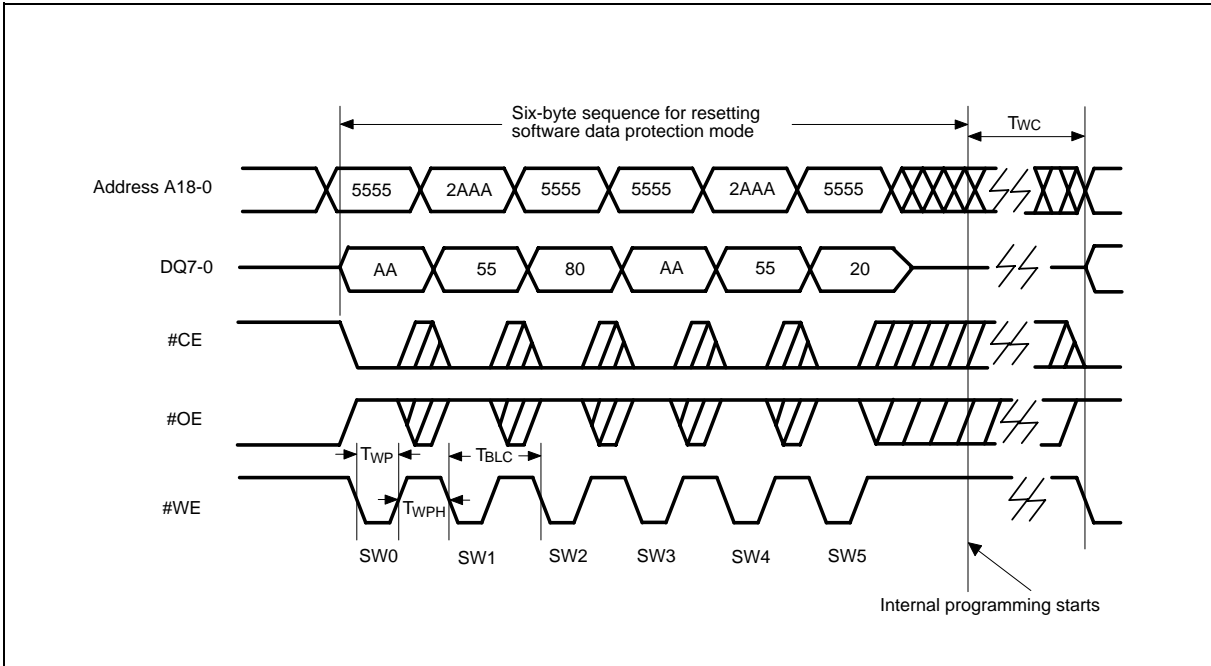 Six-byte sequence for resetting
software data protection mode
TWC
Address A18-0
5555
2AAA
5555
5555
2AAA
5555
DQ7-0
AA
55
80
AA
55
20
#CE
#OE
TWP
TBLC
#WE
TWPH
SW0
SW1
SW2
SW3
SW4
SW5
Internal programming starts